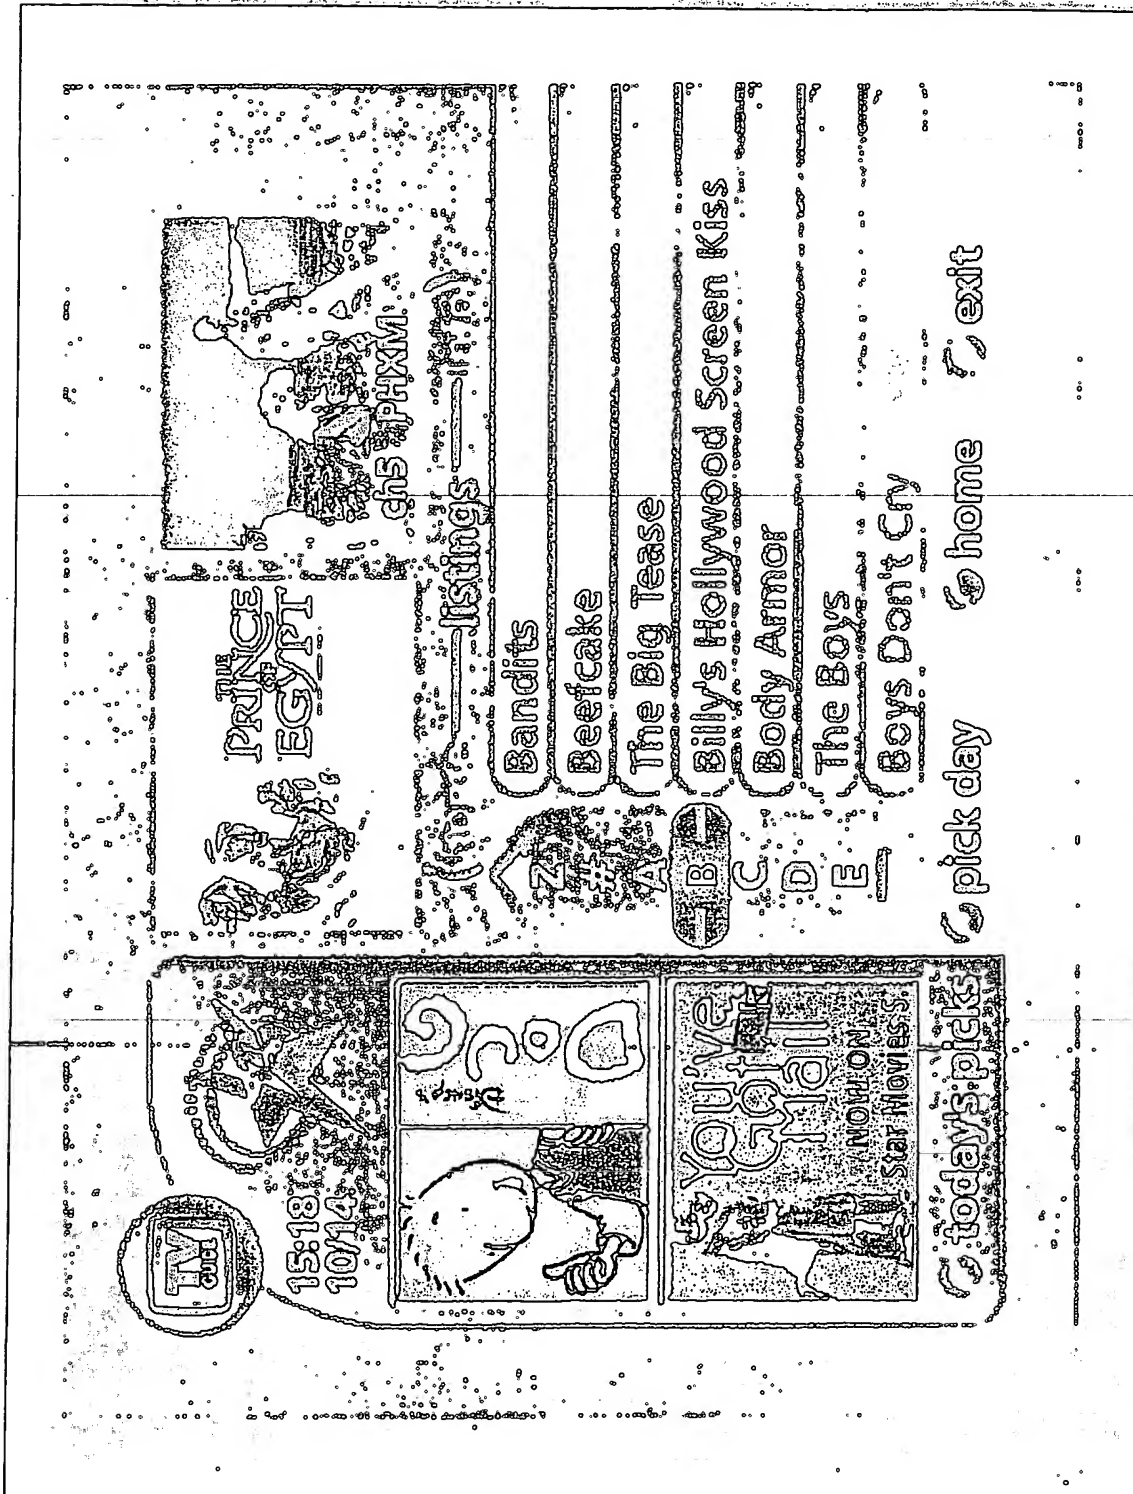 TV
GUIDE
15:18
10/14
Disney's
DOUG
YOU'VE
GOT
MAIL
NOW ON
Star Movies
THE
PRINCE
OF
EGYPT
ch5 PHXM
listings
Z
#
A
B
C
D
E
Bandits
Beefcake
The Big Tease
Billy's Hollywood Screen Kiss
Body Armor
The Boys
Boys Don't Cry
today's picks
pick day
home
exit